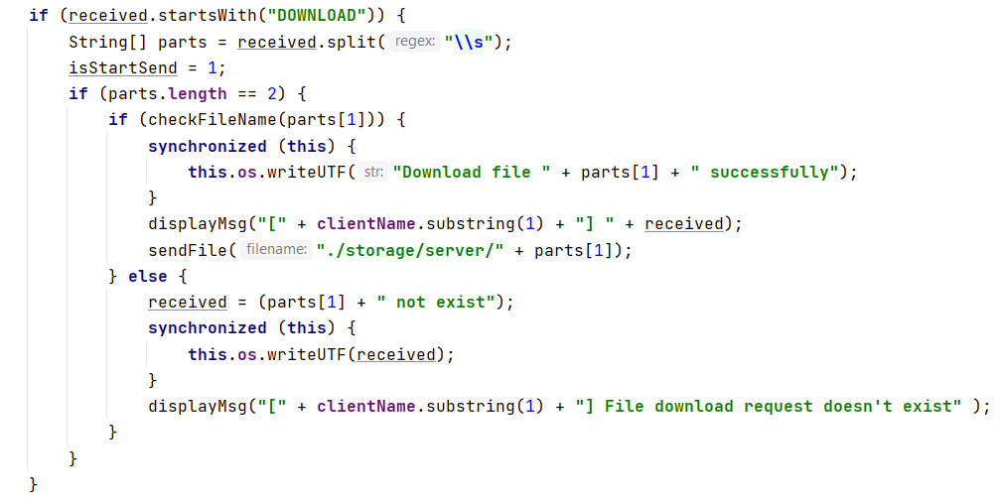 if (received.startsWith("DOWNLOAD")) {
    String[] parts = received.split( regex: "\\s");
    isStartSend = 1;
    if (parts.length == 2) {
        if (checkFileName(parts[1])) {
            synchronized (this) {
                this.os.writeUTF( str: "Download file " + parts[1] + " successfully");
            }
            displayMsg("[" + clientName.substring(1) + "] " + received);
            sendFile( filename: "./storage/server/" + parts[1]);
        } else {
            received = (parts[1] + " not exist");
            synchronized (this) {
                this.os.writeUTF(received);
            }
            displayMsg("[" + clientName.substring(1) + "] File download request doesn't exist" );
        }
    }
}